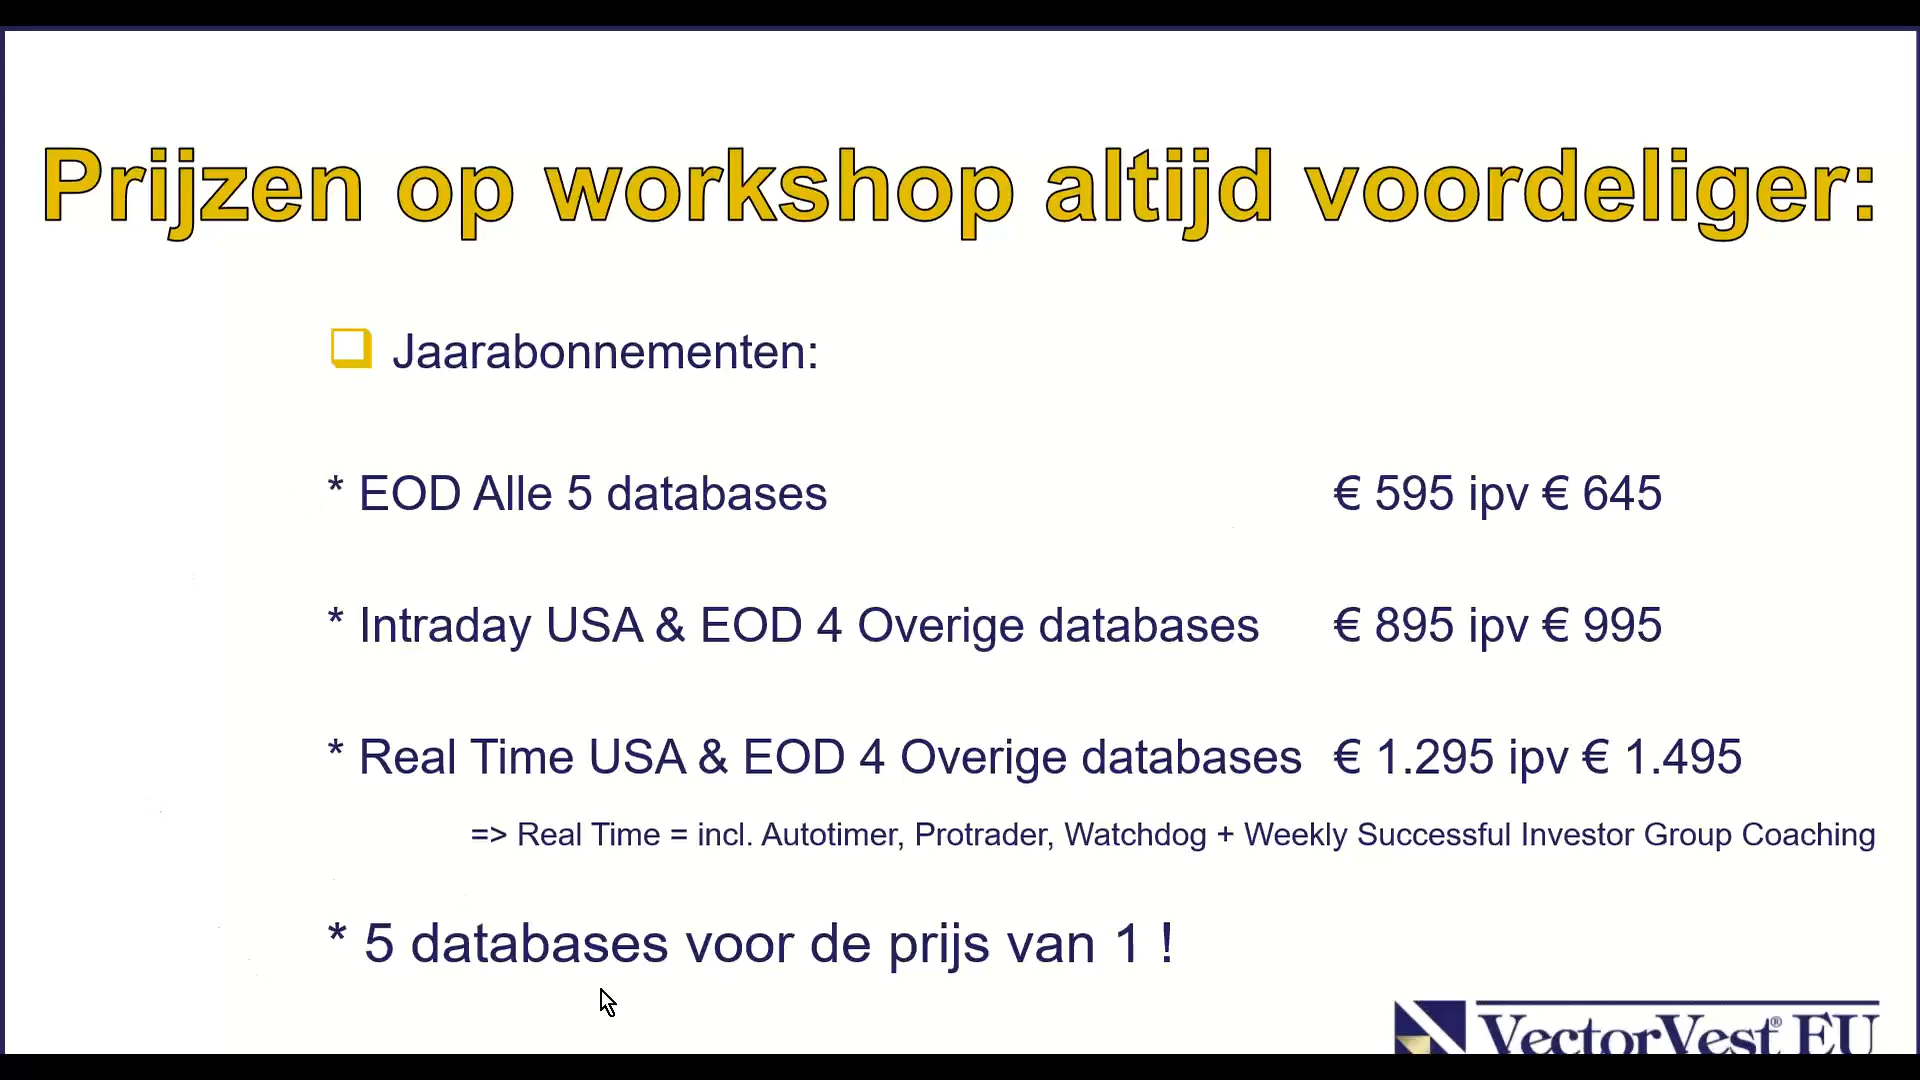 Prijzen op workshop altijd voordeliger:
Jaarabonnementen:
* EOD Alle 5 databases € 595 ipv € 645
* Intraday USA & EOD 4 Overige databases € 895 ipv € 995
* Real Time USA & EOD 4 Overige databases € 1.295 ipv € 1.495
=> Real Time = incl. Autotimer, Protrader, Watchdog + Weekly Successful Investor Group Coaching
* 5 databases voor de prijs van 1 !
VectorVest® EU